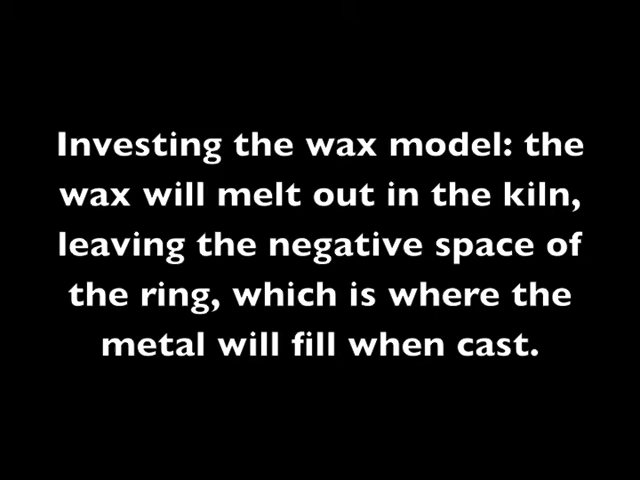 Investing the wax model: the
wax will melt out in the kiln,
leaving the negative space of
the ring, which is where the
metal will fill when cast.